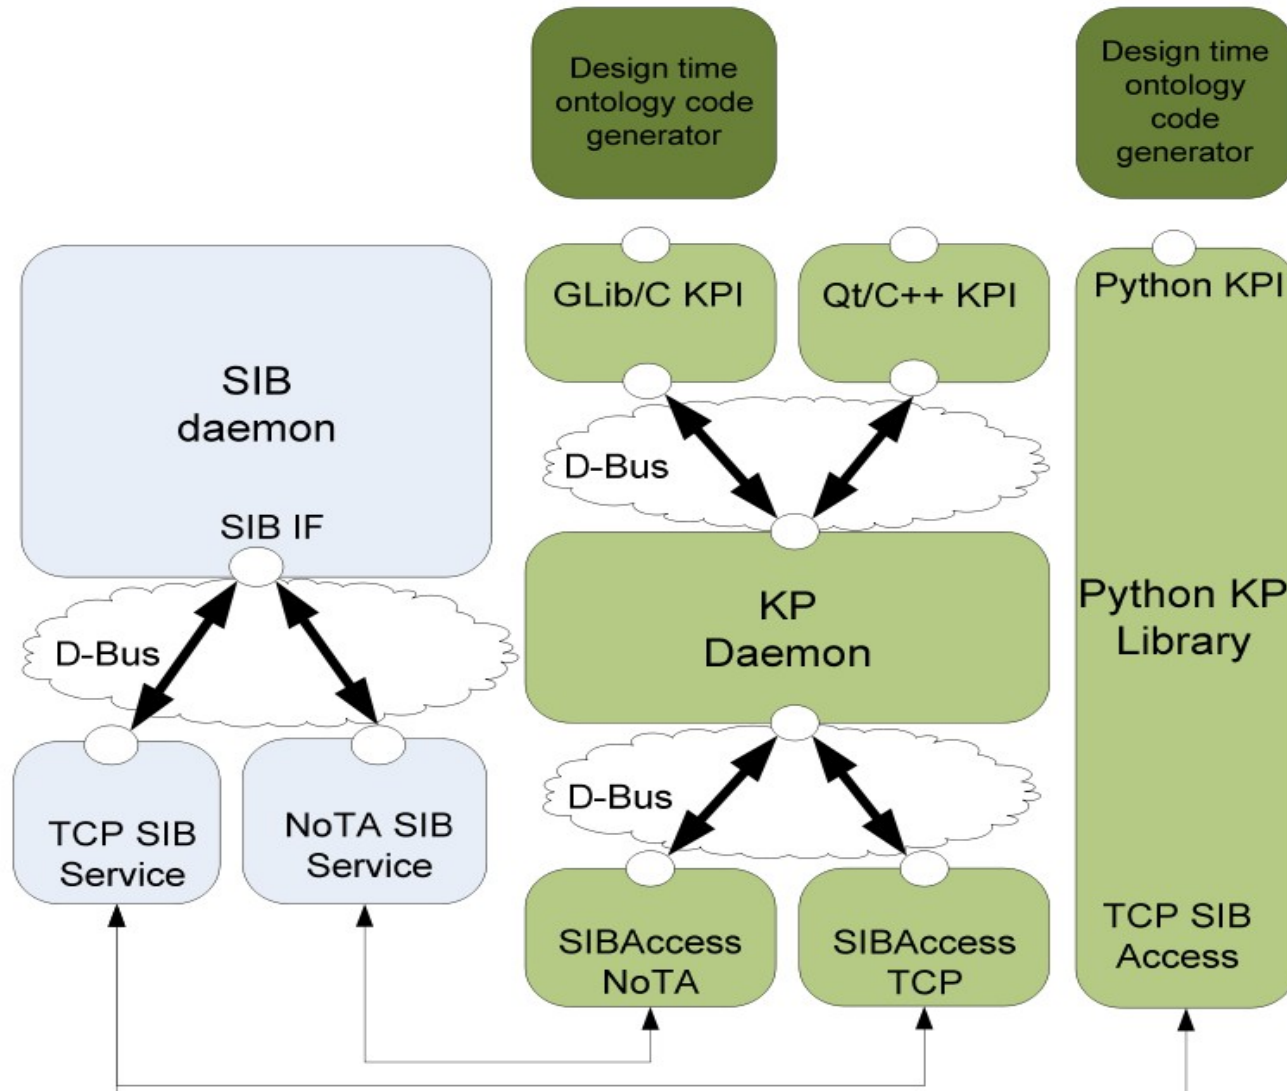 Design time
ontology code
generator
Design time
ontology
code
generator
SIB
daemon
SIB IF
D-Bus
TCP SIB
Service
NoTA SIB
Service
GLib/C KPI
Qt/C++ KPI
D-Bus
KP
Daemon
D-Bus
SIBAccess
NoTA
SIBAccess
TCP
Python KPI
Python KP
Library
TCP SIB
Access